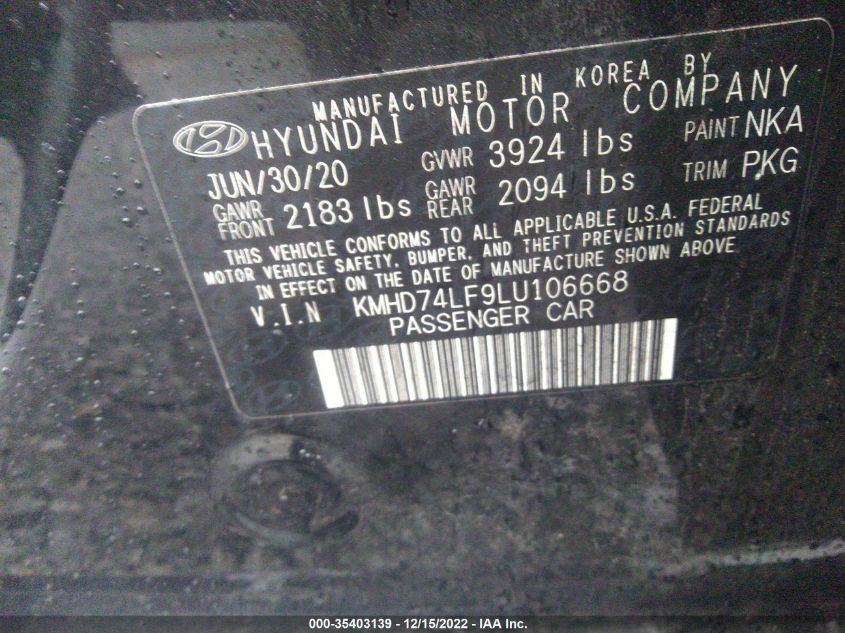 MANUFACTURED IN KOREA BY
HYUNDAI MOTOR COMPANY
JUN/30/20 GVWR 3924 lbs PAINT NKA
GAWR FRONT 2183 lbs GAWR REAR 2094 lbs TRIM PKG
THIS VEHICLE CONFORMS TO ALL APPLICABLE U.S.A. FEDERAL
MOTOR VEHICLE SAFETY, BUMPER, AND THEFT PREVENTION STANDARDS
IN EFFECT ON THE DATE OF MANUFACTURE SHOWN ABOVE
V.I.N KMHD74LF9LU106668
PASSENGER CAR
000-35403139 - 12/15/2022 - IAA Inc.